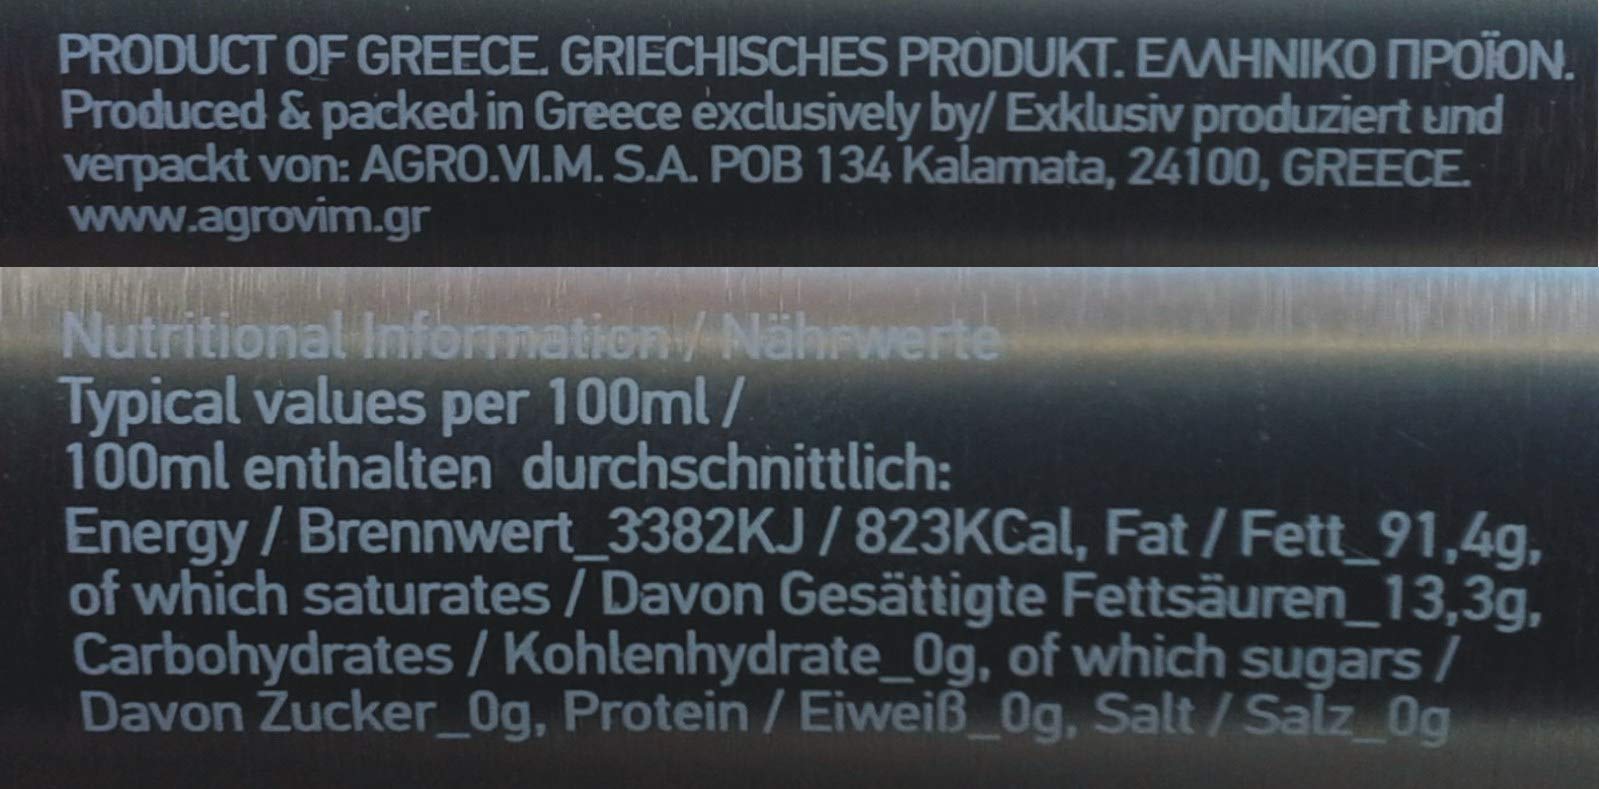 PRODUCT OF GREECE. GRIECHISCHES PRODUKT. ΕΛΛΗΝΙΚΟ ΠΡΟΪΟΝ.
Produced & packed in Greece exclusively by/ Exklusiv produziert und
verpackt von: AGRO.VI.M. S.A. POB 134 Kalamata, 24100, GREECE.
www.agrovim.gr
Nutritional Information / Nährwerte
Typical values per 100ml /
100ml enthalten durchschnittlich:
Energy / Brennwert_3382KJ / 823KCal, Fat / Fett_91,4g,
of which saturates / Davon Gesättigte Fettsäuren_13,3g,
Carbohydrates / Kohlenhydrate_0g, of which sugars /
Davon Zucker_0g, Protein / Eiweiß_0g, Salt / Salz_0g